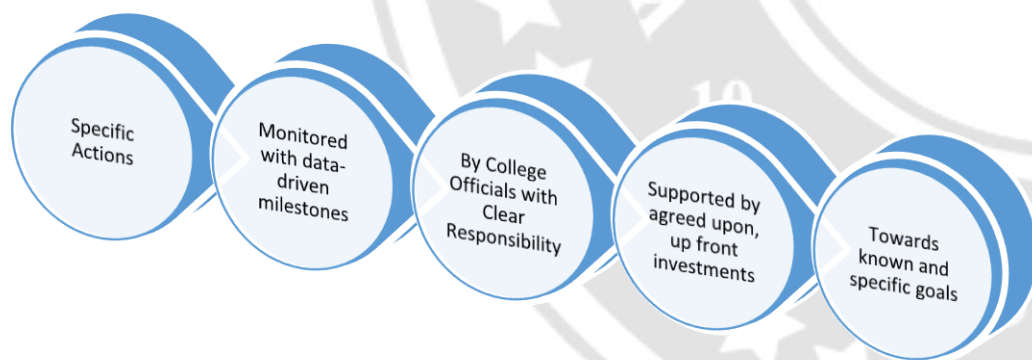 Specific
Actions
Monitored
with data-
driven
milestones
By College
Officials with
Clear
Responsibility
Supported by
agreed upon,
up front
investments
Towards
known and
specific goals